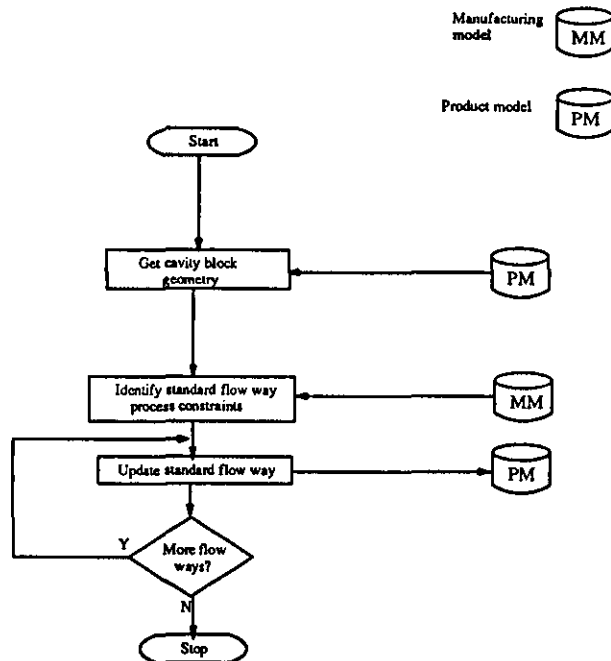 Manufacturing
model
MM
Product model
PM
Start
Get cavity block
geometry
PM
Identify standard flow way
process constraints
MM
Update standard flow way
PM
Y
More flow
ways?
N
Stop